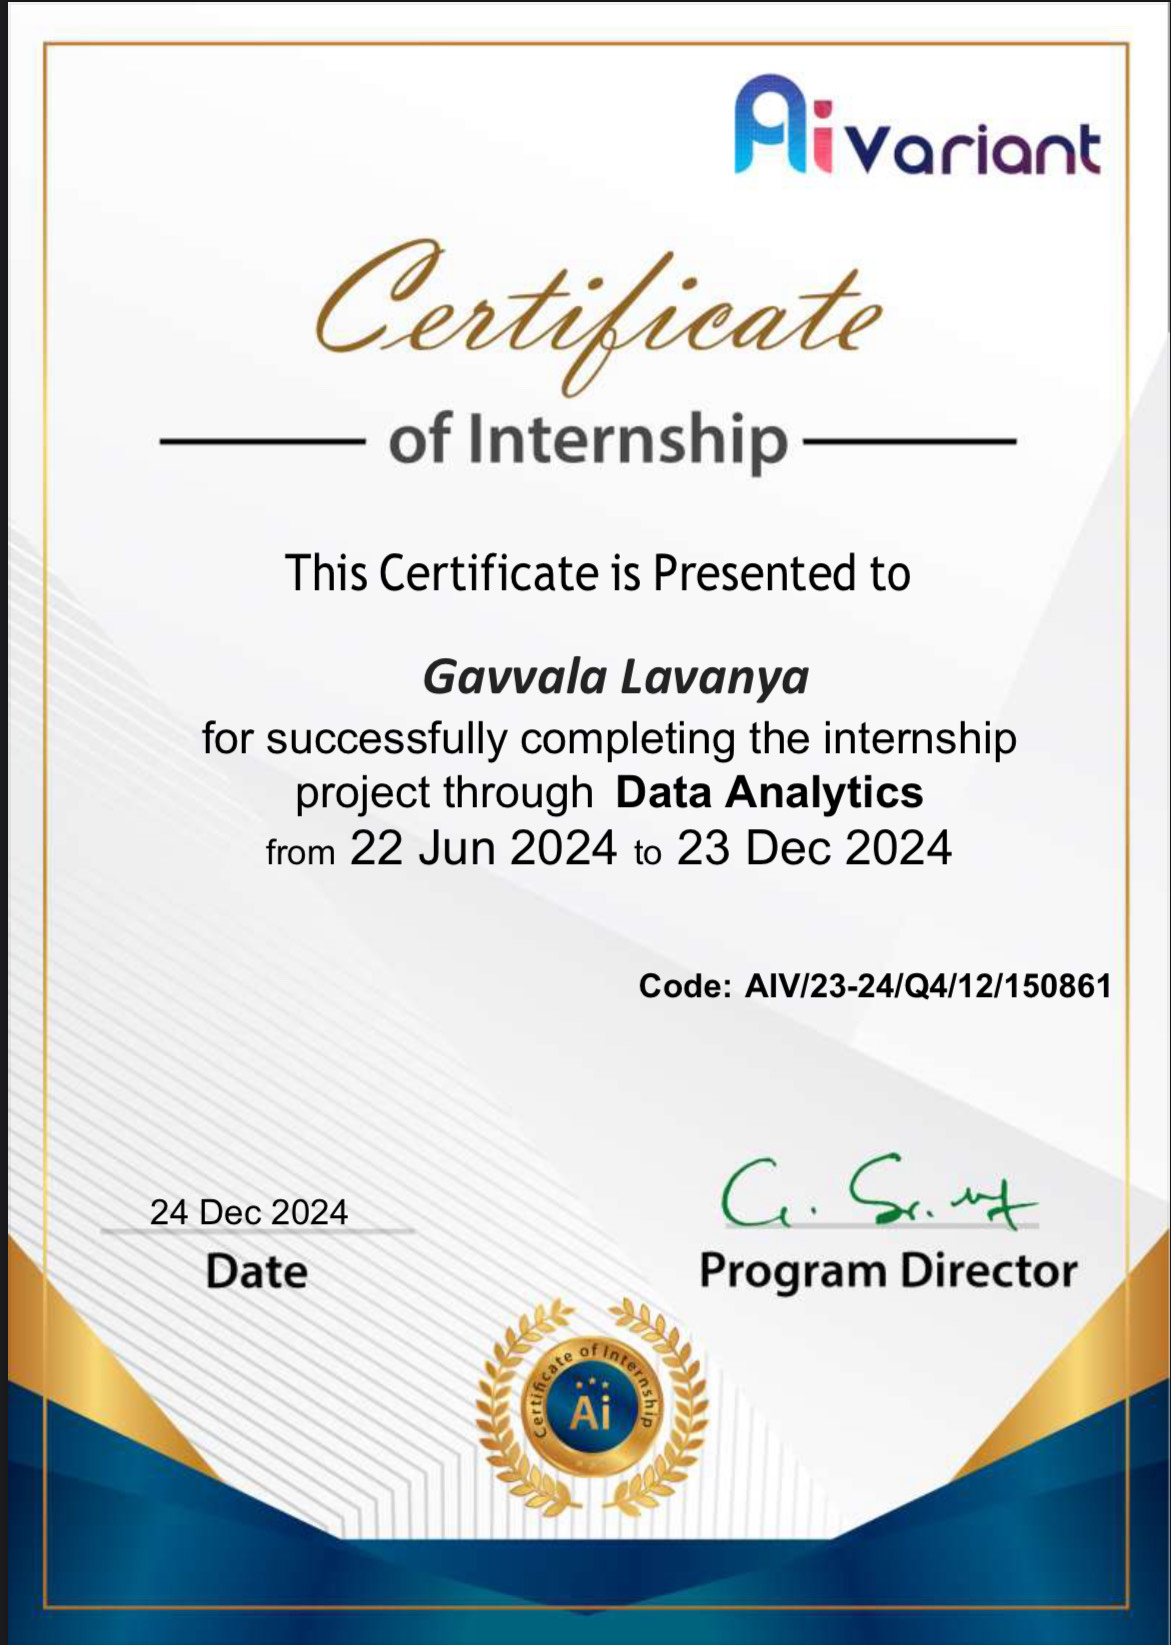 Aivariant
Certificate
of Internship
This Certificate is Presented to
Gavvala Lavanya
for successfully completing the internship
project through Data Analytics
from 22 Jun 2024 to 23 Dec 2024
Code: AIV/23-24/Q4/12/150861
24 Dec 2024
Date
Program Director
Certificate of Internship
Ai